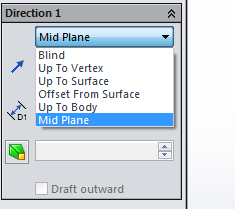 Direction 1
Mid Plane
Blind
Up To Vertex
Up To Surface
Offset From Surface
Up To Body
Mid Plane
D1
Draft outward